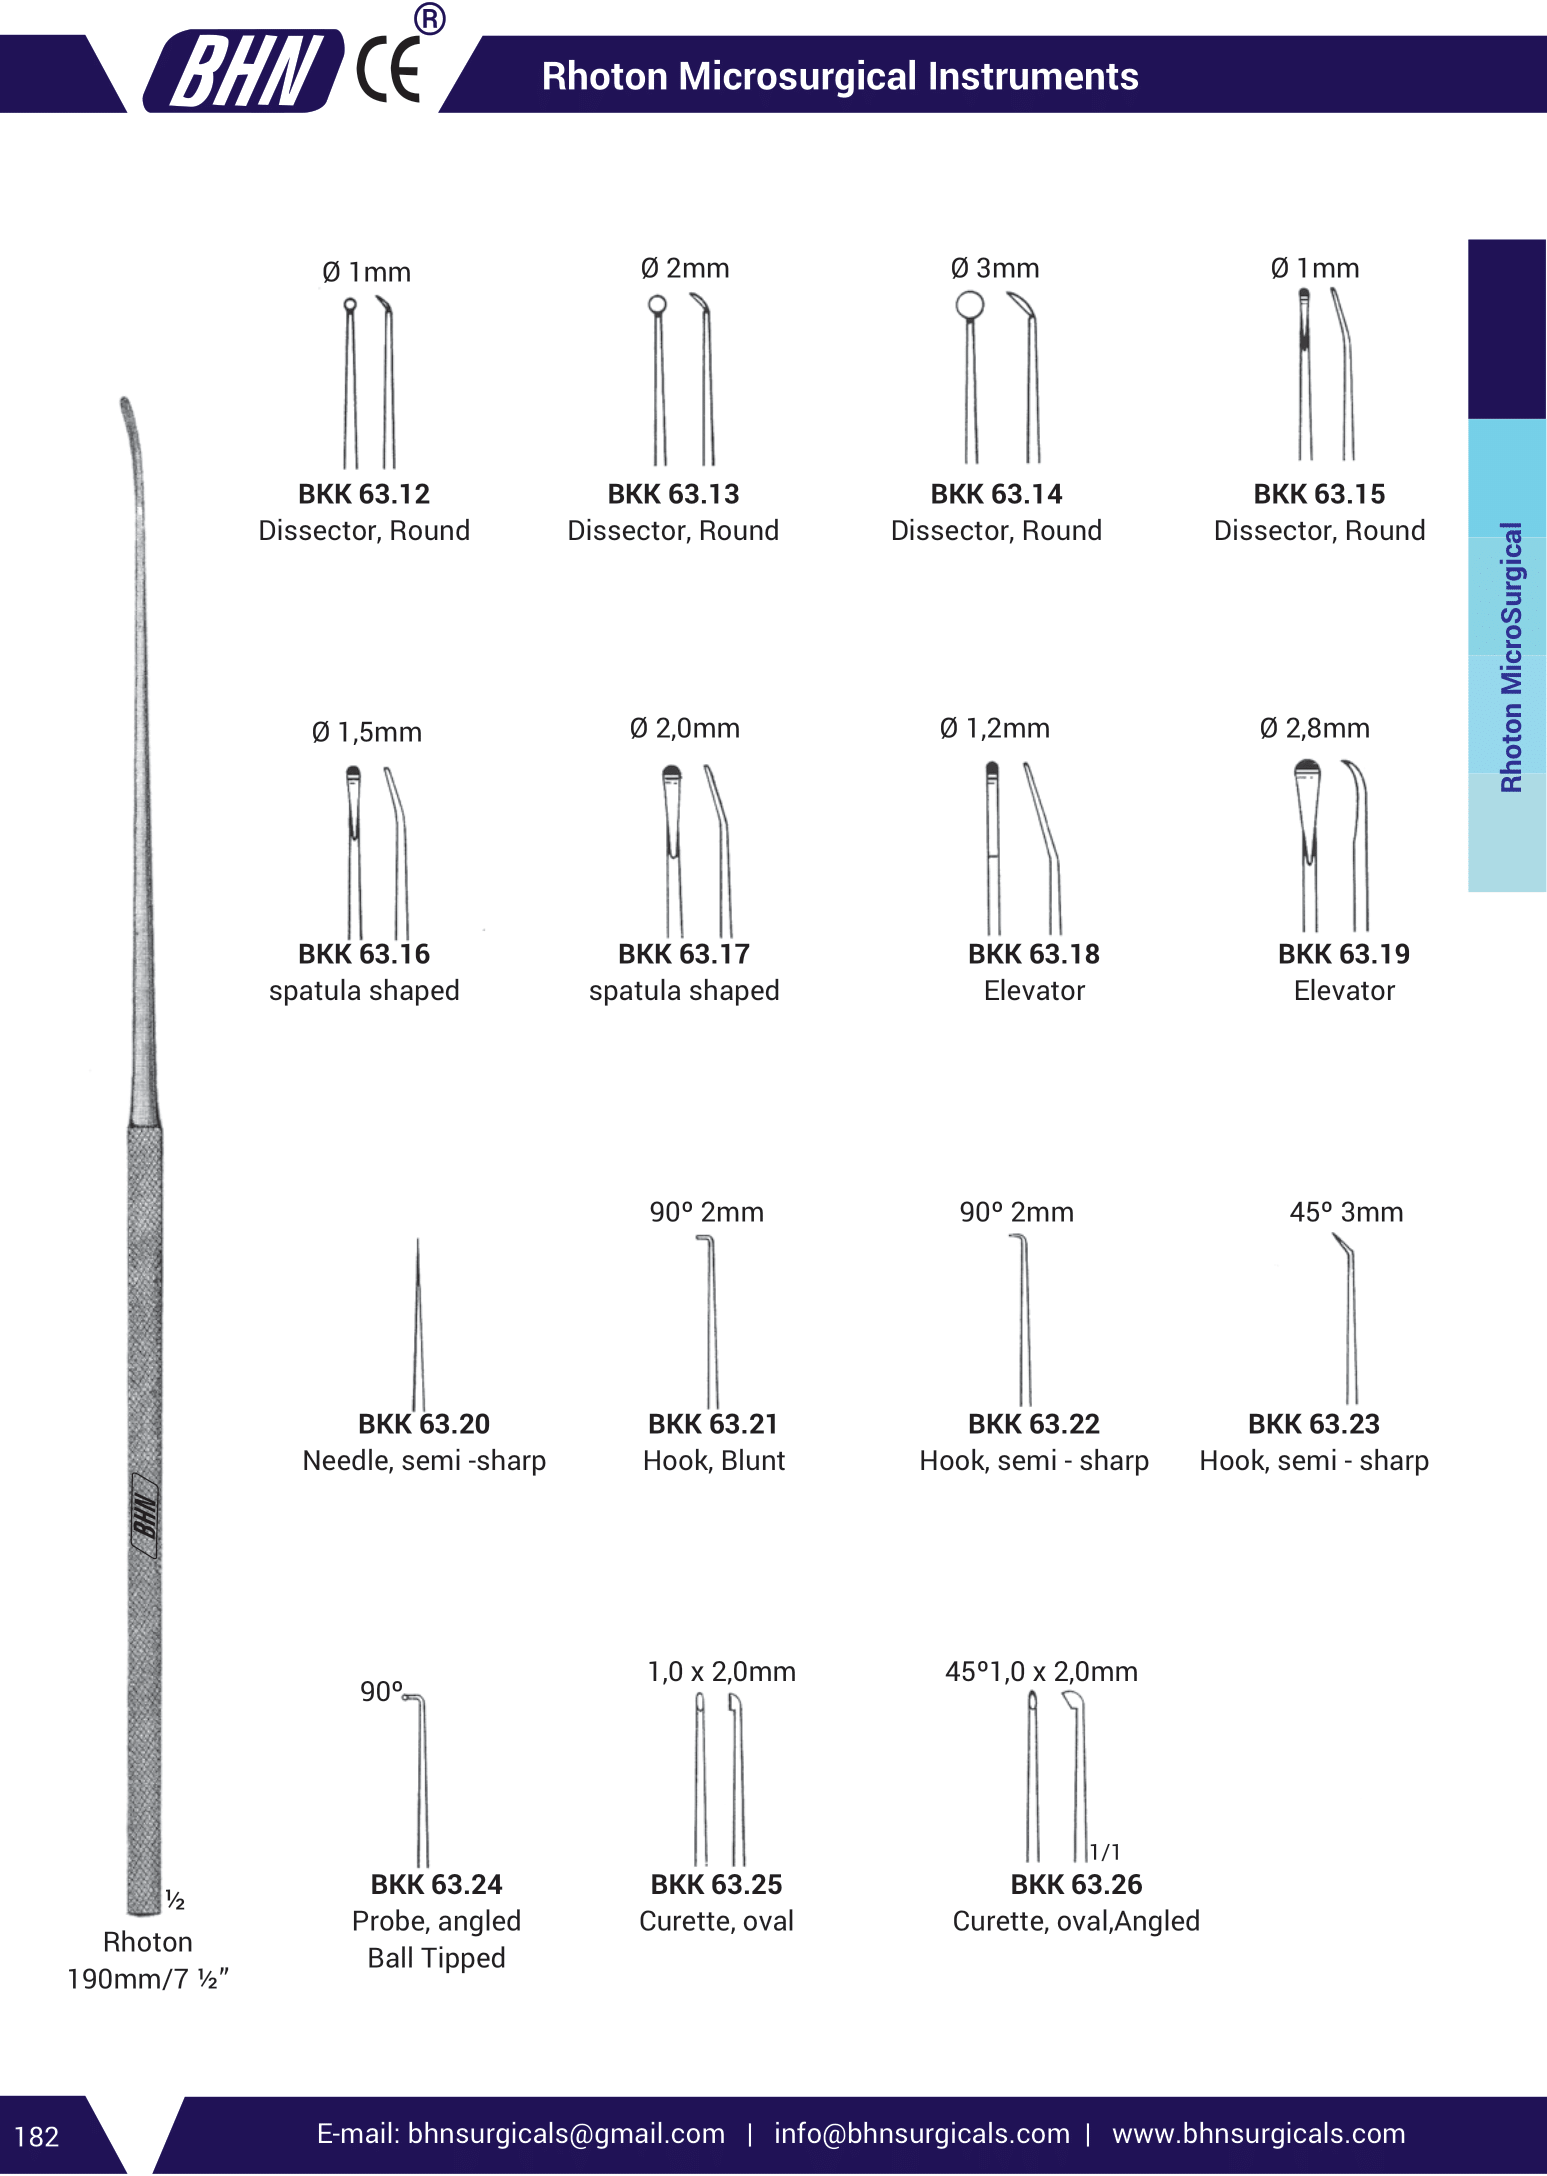 BHN CE ®
Rhoton Microsurgical Instruments
Ø 1mm
BKK 63.12
Dissector, Round
Ø 2mm
BKK 63.13
Dissector, Round
Ø 3mm
BKK 63.14
Dissector, Round
Ø 1mm
BKK 63.15
Dissector, Round
Rhoton MicroSurgical
Ø 1,5mm
BKK 63.16
spatula shaped
Ø 2,0mm
BKK 63.17
spatula shaped
Ø 1,2mm
BKK 63.18
Elevator
Ø 2,8mm
BKK 63.19
Elevator
BKK 63.20
Needle, semi -sharp
90º 2mm
BKK 63.21
Hook, Blunt
90º 2mm
BKK 63.22
Hook, semi - sharp
45º 3mm
BKK 63.23
Hook, semi - sharp
BHN
½
Rhoton
190mm/7 ½”
90º
BKK 63.24
Probe, angled
Ball Tipped
1,0 x 2,0mm
BKK 63.25
Curette, oval
45º1,0 x 2,0mm
1/1
BKK 63.26
Curette, oval,Angled
182
E-mail: bhnsurgicals@gmail.com | info@bhnsurgicals.com | www.bhnsurgicals.com